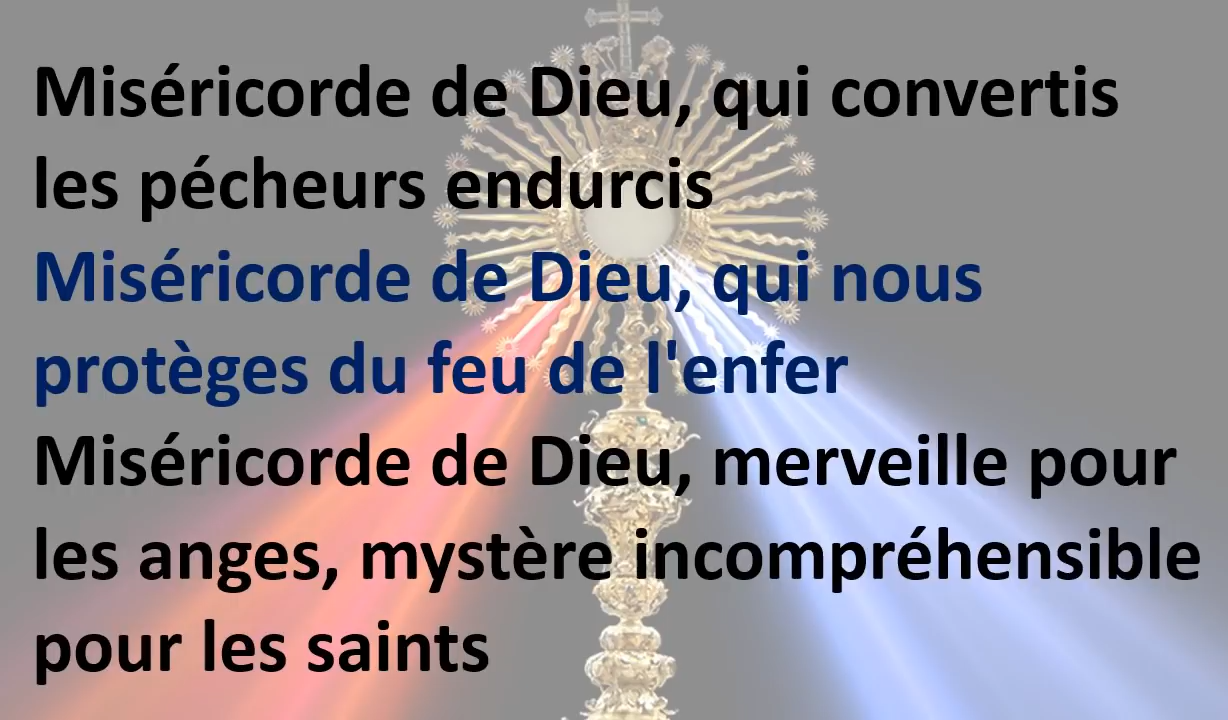 Miséricorde de Dieu, qui convertis
les pécheurs endurcis
Miséricorde de Dieu, qui nous
protèges du feu de l'enfer
Miséricorde de Dieu, merveille pour
les anges, mystère incompréhensible
pour les saints